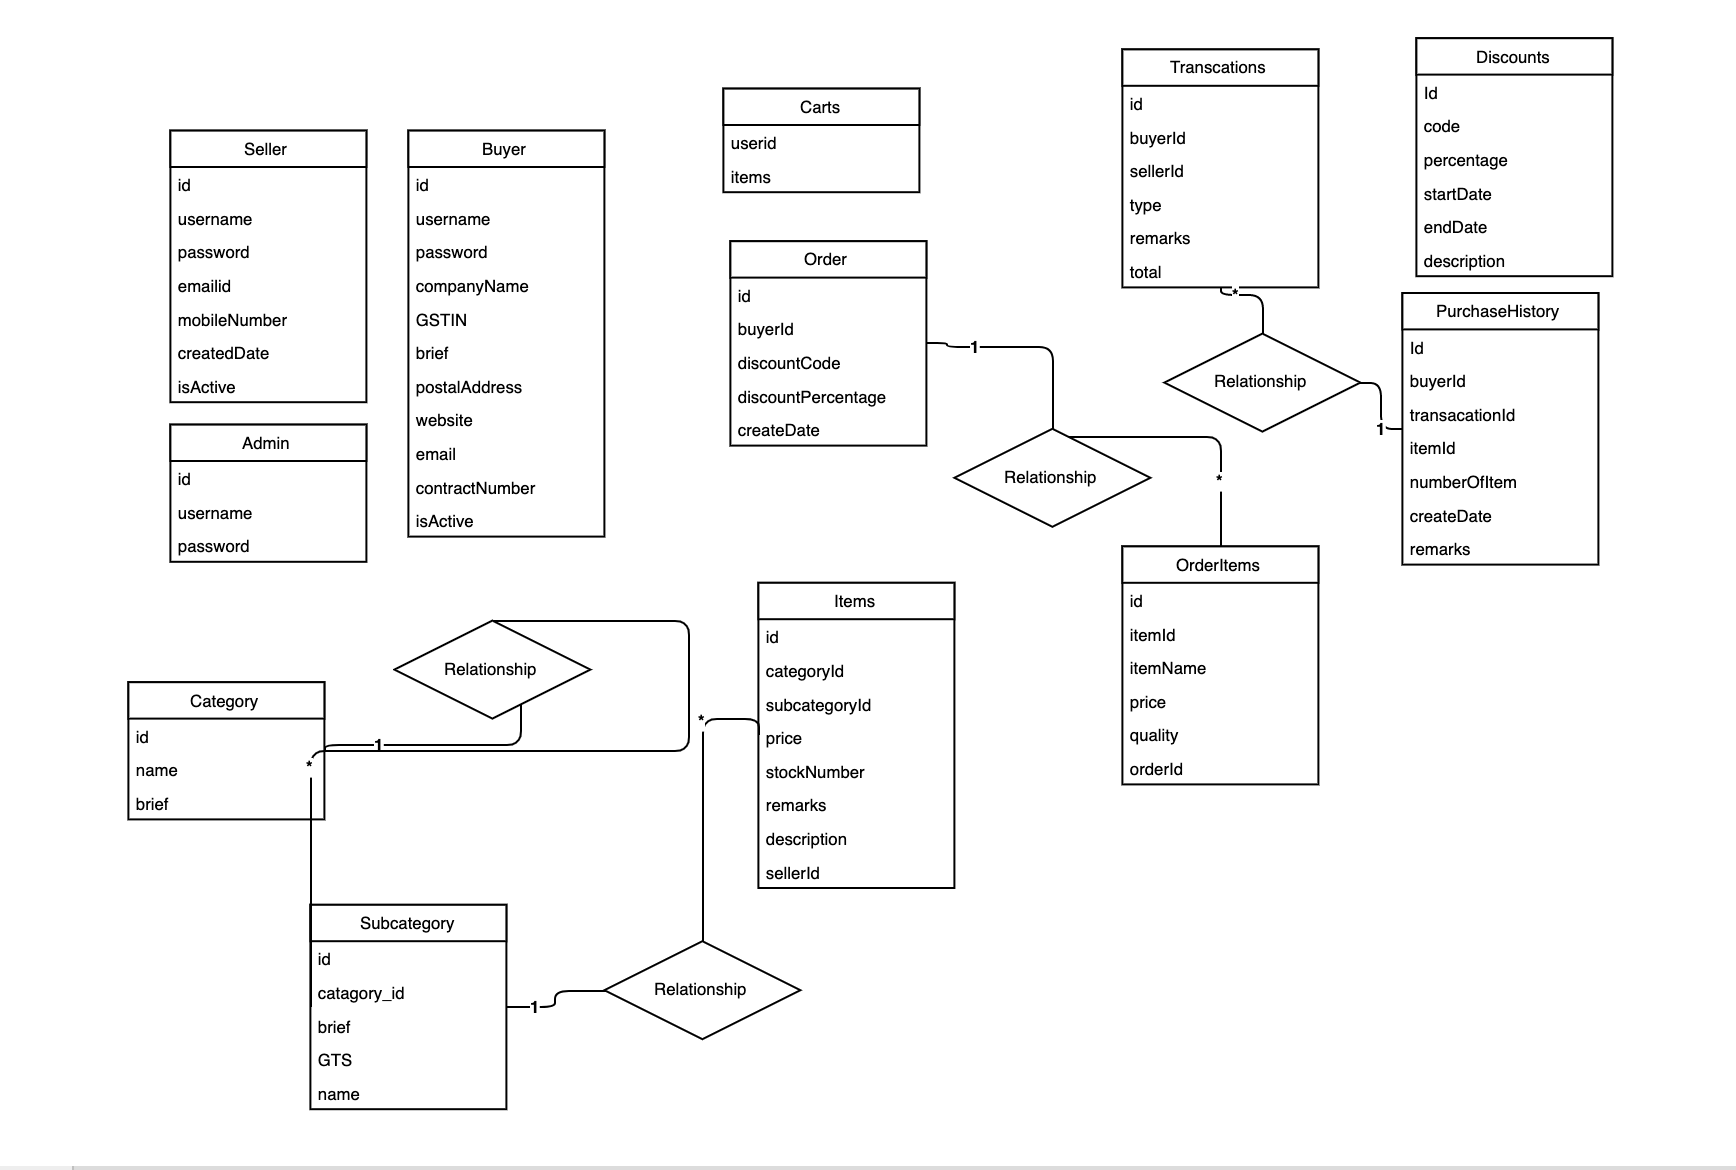 Seller
id
username
password
emailid
mobileNumber
createdDate
isActive
Admin
id
username
password
Buyer
id
username
password
companyName
GSTIN
brief
postalAddress
website
email
contractNumber
isActive
Carts
userid
items
Order
id
buyerId
discountCode
discountPercentage
createDate
1
Relationship
*
Transcations
id
buyerId
sellerId
type
remarks
total
*
Relationship
1
Discounts
Id
code
percentage
startDate
endDate
description
PurchaseHistory
Id
buyerId
transacationId
itemId
numberOfItem
createDate
remarks
OrderItems
id
itemId
itemName
price
quality
orderId
Relationship
1
*
Category
id
name
brief
Items
id
categoryId
subcategoryId
price
stockNumber
remarks
description
sellerId
*
Subcategory
id
catagory_id
brief
GTS
name
1
Relationship